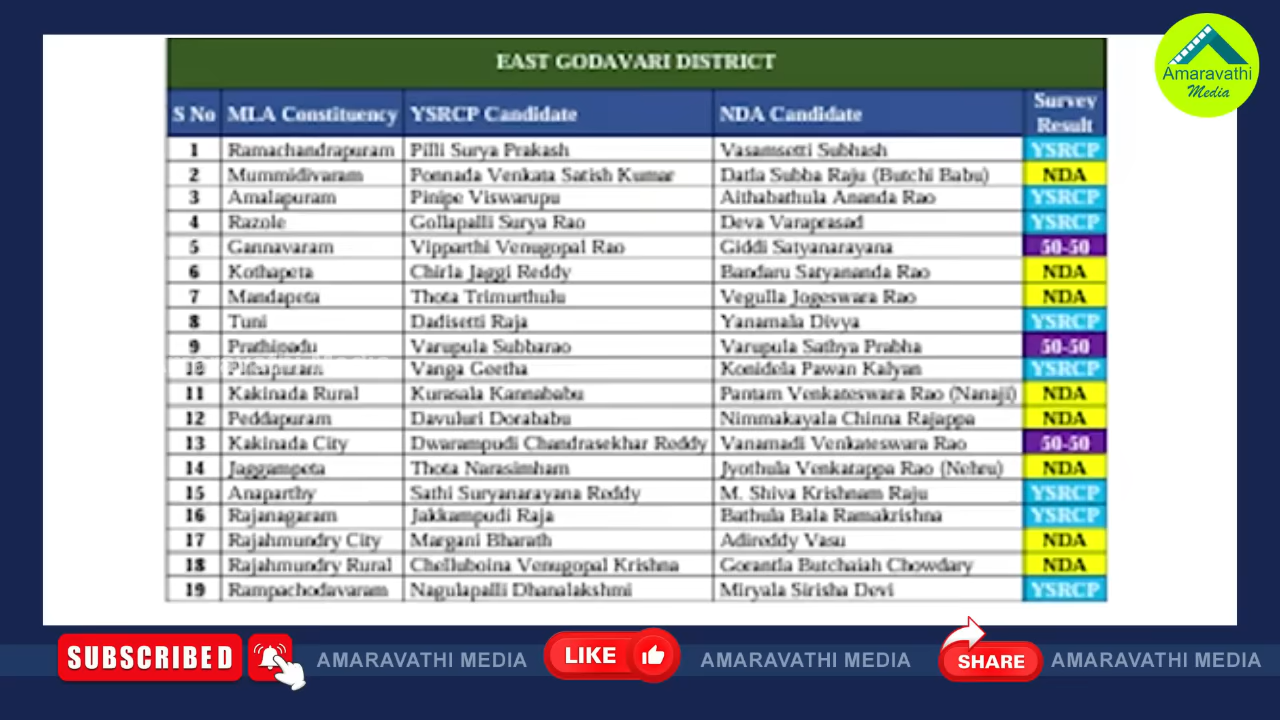 EAST GODAVARI DISTRICT
S No MLA Constituency YSRCP Candidate NDA Candidate Survey Result
1 Ramachandrapuram Pilli Surya Prakash Vasamsetti Subhash YSRCP
2 Mummidivaram Ponnada Venkata Satish Kumar Datla Subba Raju (Butchi Babu) NDA
3 Amalapuram Pinipe Viswarupu Aithabathula Ananda Rao YSRCP
4 Razole Gollapalli Surya Rao Deva Varaprasad YSRCP
5 Gannavaram Vipparthi Venugopal Rao Giddi Satyanarayana 50-50
6 Kothapeta Chirla Jaggi Reddy Bandaru Satyananda Rao NDA
7 Mandapeta Thota Trimurthulu Vegulla Jogeswara Rao NDA
8 Tuni Dadisetti Raja Yanamala Divya YSRCP
9 Prathipadu Varupula Subbarao Varupula Sathya Prabha 50-50
10 Pithapuram Vanga Geetha Konidela Pawan Kalyan YSRCP
11 Kakinada Rural Kurasala Kannababu Pantam Venkateswara Rao (Nanaji) NDA
12 Peddapuram Davuluri Dorababu Nimmakayala Chinna Rajappa NDA
13 Kakinada City Dwarampudi Chandrasekhar Reddy Vanamadi Venkateswara Rao 50-50
14 Jaggampeta Thota Narasimham Jyothula Venkatappa Rao (Nehru) NDA
15 Anaparthy Sathi Suryanarayana Reddy M. Shiva Krishnam Raju YSRCP
16 Rajanagaram Jakkampudi Raja Bathula Bala Ramakrishna YSRCP
17 Rajahmundry City Margani Bharath Adireddy Vasu NDA
18 Rajahmundry Rural Chelluboina Venugopal Krishna Gorantla Butchaiah Chowdary NDA
19 Rampachodavaram Nagulapalli Dhanalakshmi Miryala Sirisha Devi YSRCP
Amaravathi
Media
SUBSCRIBED AMARAVATHI MEDIA LIKE AMARAVATHI MEDIA SHARE AMARAVATHI MEDIA